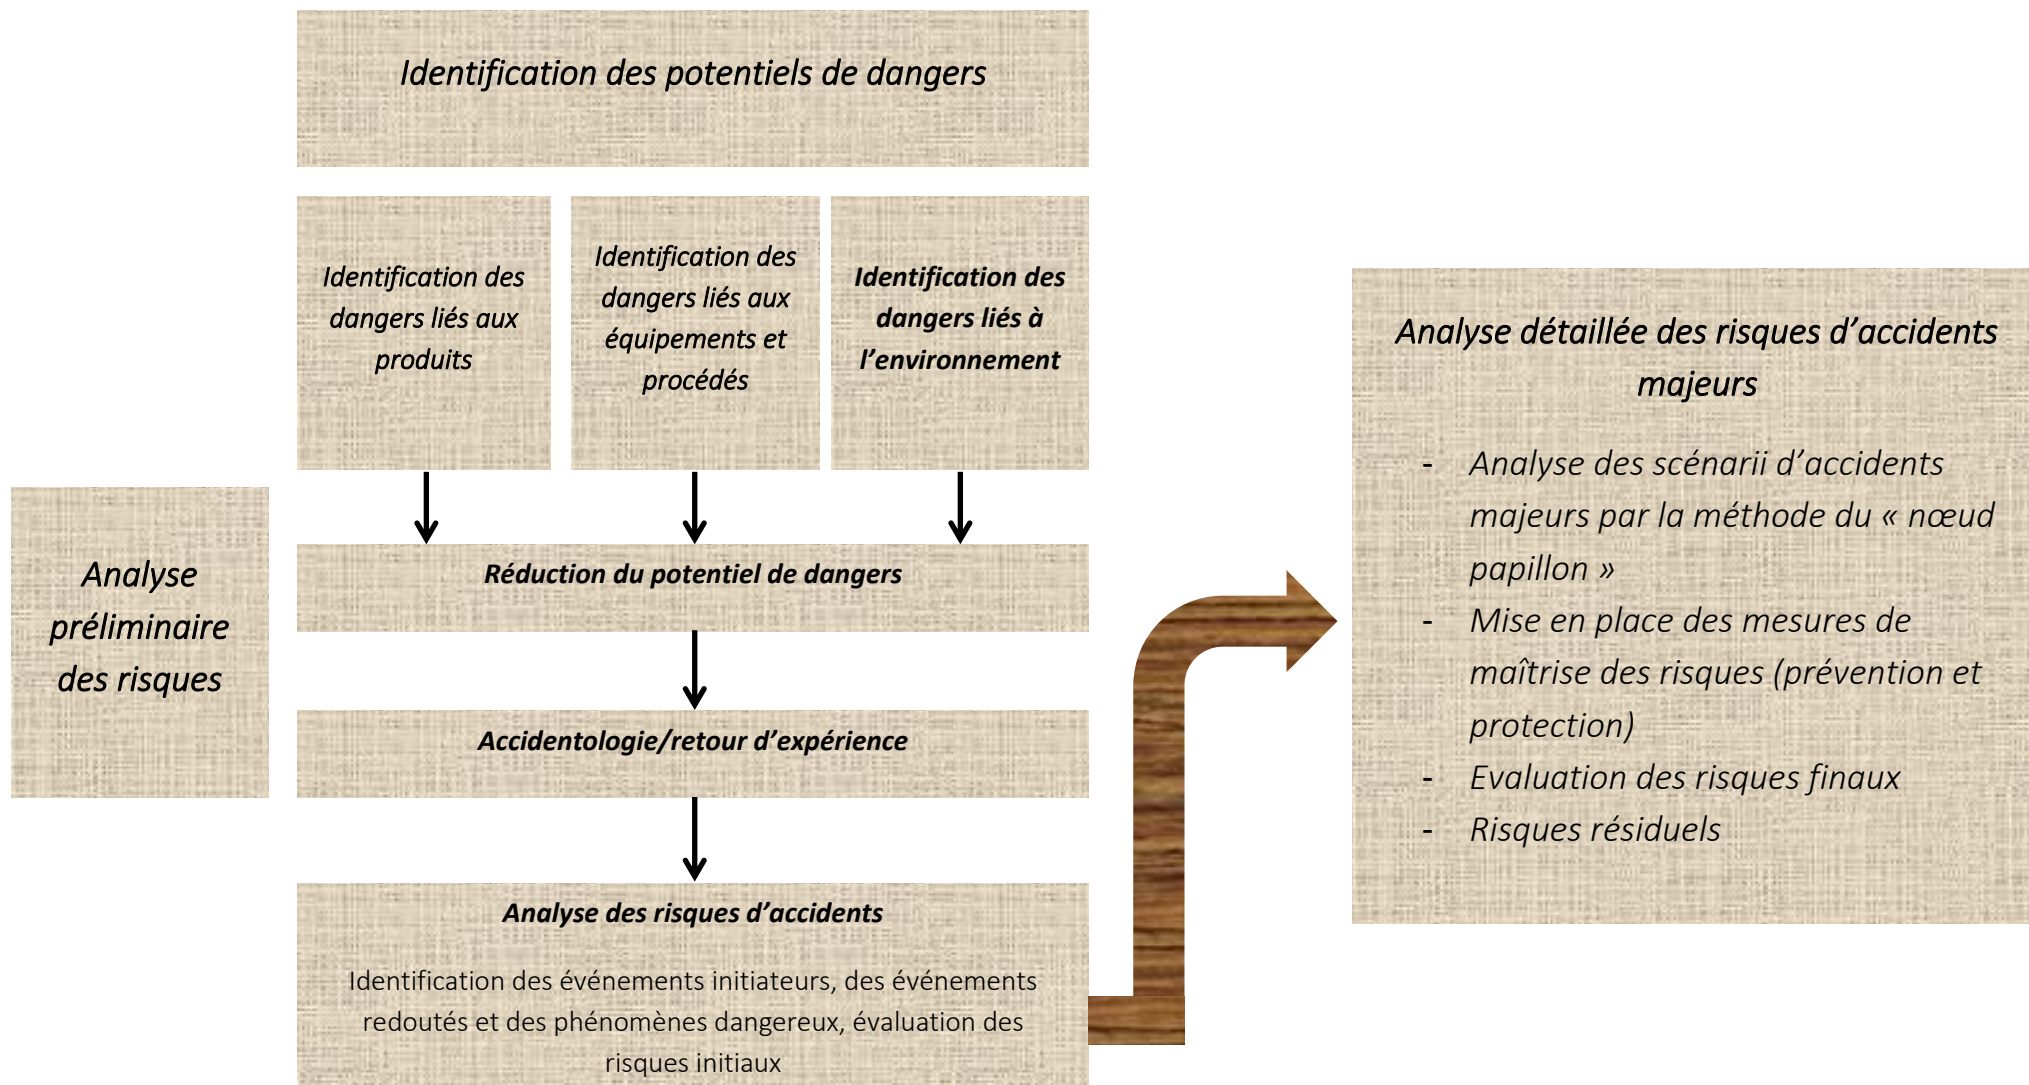 Identification des potentiels de dangers
Identification des
dangers liés aux
produits
Identification des
dangers liés aux
équipements et
procédés
Identification des
dangers liés à
l’environnement
Analyse
préliminaire
des risques
Réduction du potentiel de dangers
Accidentologie/retour d’expérience
Analyse des risques d’accidents
Identification des événements initiateurs, des événements
redoutés et des phénomènes dangereux, évaluation des
risques initiaux
Analyse détaillée des risques d’accidents
majeurs
- Analyse des scénarii d’accidents
majeurs par la méthode du « nœud
papillon »
- Mise en place des mesures de
maîtrise des risques (prévention et
protection)
- Evaluation des risques finaux
- Risques résiduels